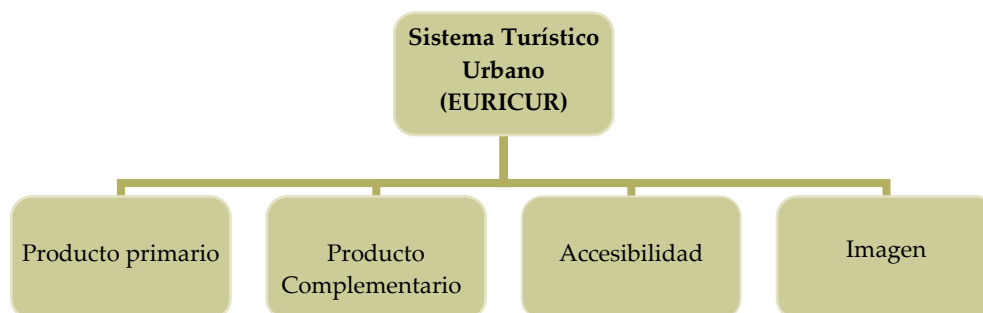 Sistema Turístico
Urbano
(EURICUR)
Producto primario
Producto
Complementario
Accesibilidad
Imagen